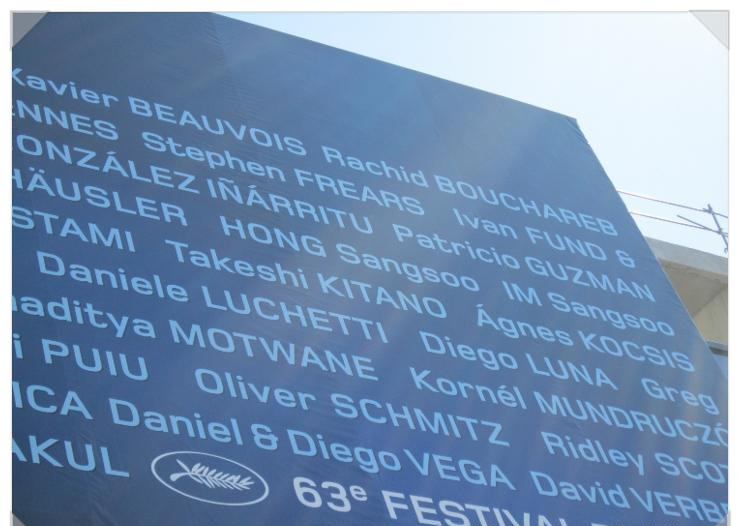 Xavier BEAUVOIS Rachid BOUCHAREB
ENNES Stephen FREARS Ivan FUND &
ONZÁLEZ IÑÁRRITU Patricio GUZMAN
HÄUSLER HONG Sangsoo IM Sangsoo
STAMI Takeshi KITANO Ágnes KOCSIS
Daniele LUCHETTI Diego LUNA Greg
aditya MOTWANE Kornél MUNDRUCZÓ
i PUIU Oliver SCHMITZ Ridley SCOT
ICA Daniel & Diego VEGA David VERB
AKUL 63e FESTIVAL